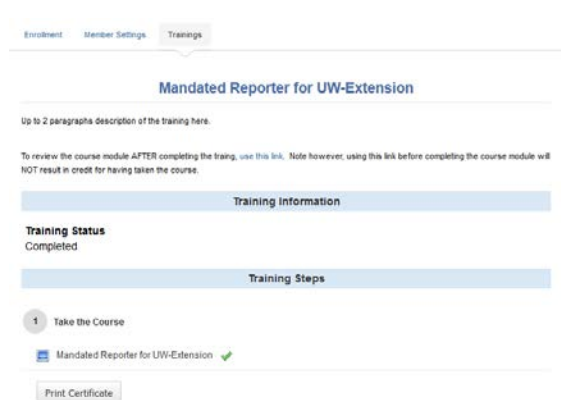 Enrollment Member Settings Trainings
Mandated Reporter for UW-Extension
Up to 2 paragraphs description of the training here.
To review the course module AFTER completing the traing, use this link. Note however, using this link before completing the course module will
NOT result in credit for having taken the course.
Training Information
Training Status
Completed
Training Steps
1 Take the Course
Mandated Reporter for UW-Extension
Print Certificate